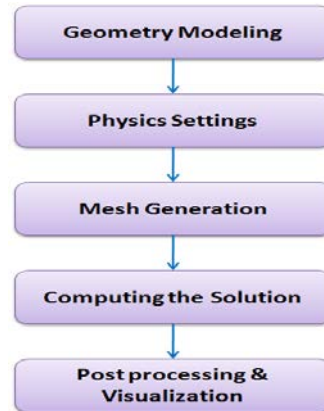 Geometry Modeling
Physics Settings
Mesh Generation
Computing the Solution
Post processing &
Visualization